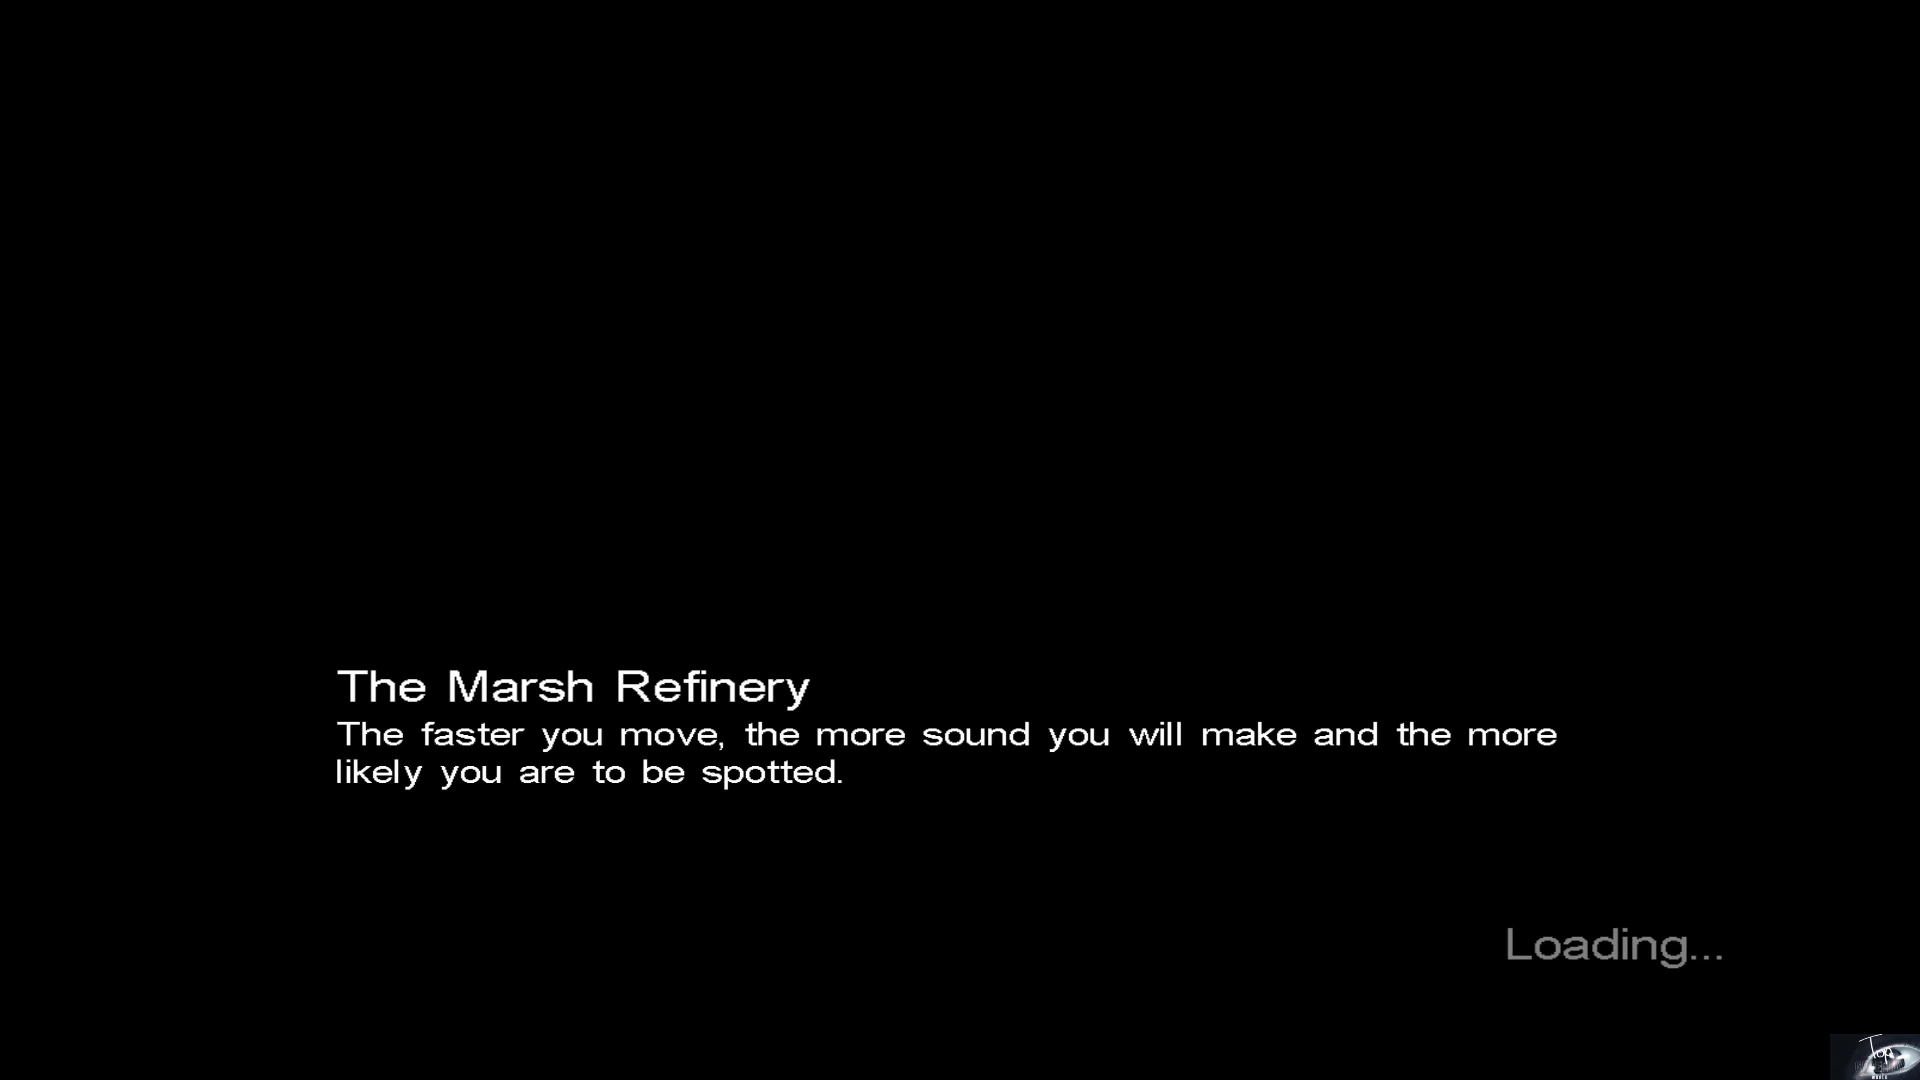 The Marsh Refinery
The faster you move, the more sound you will make and the more
likely you are to be spotted.
Loading...
Top